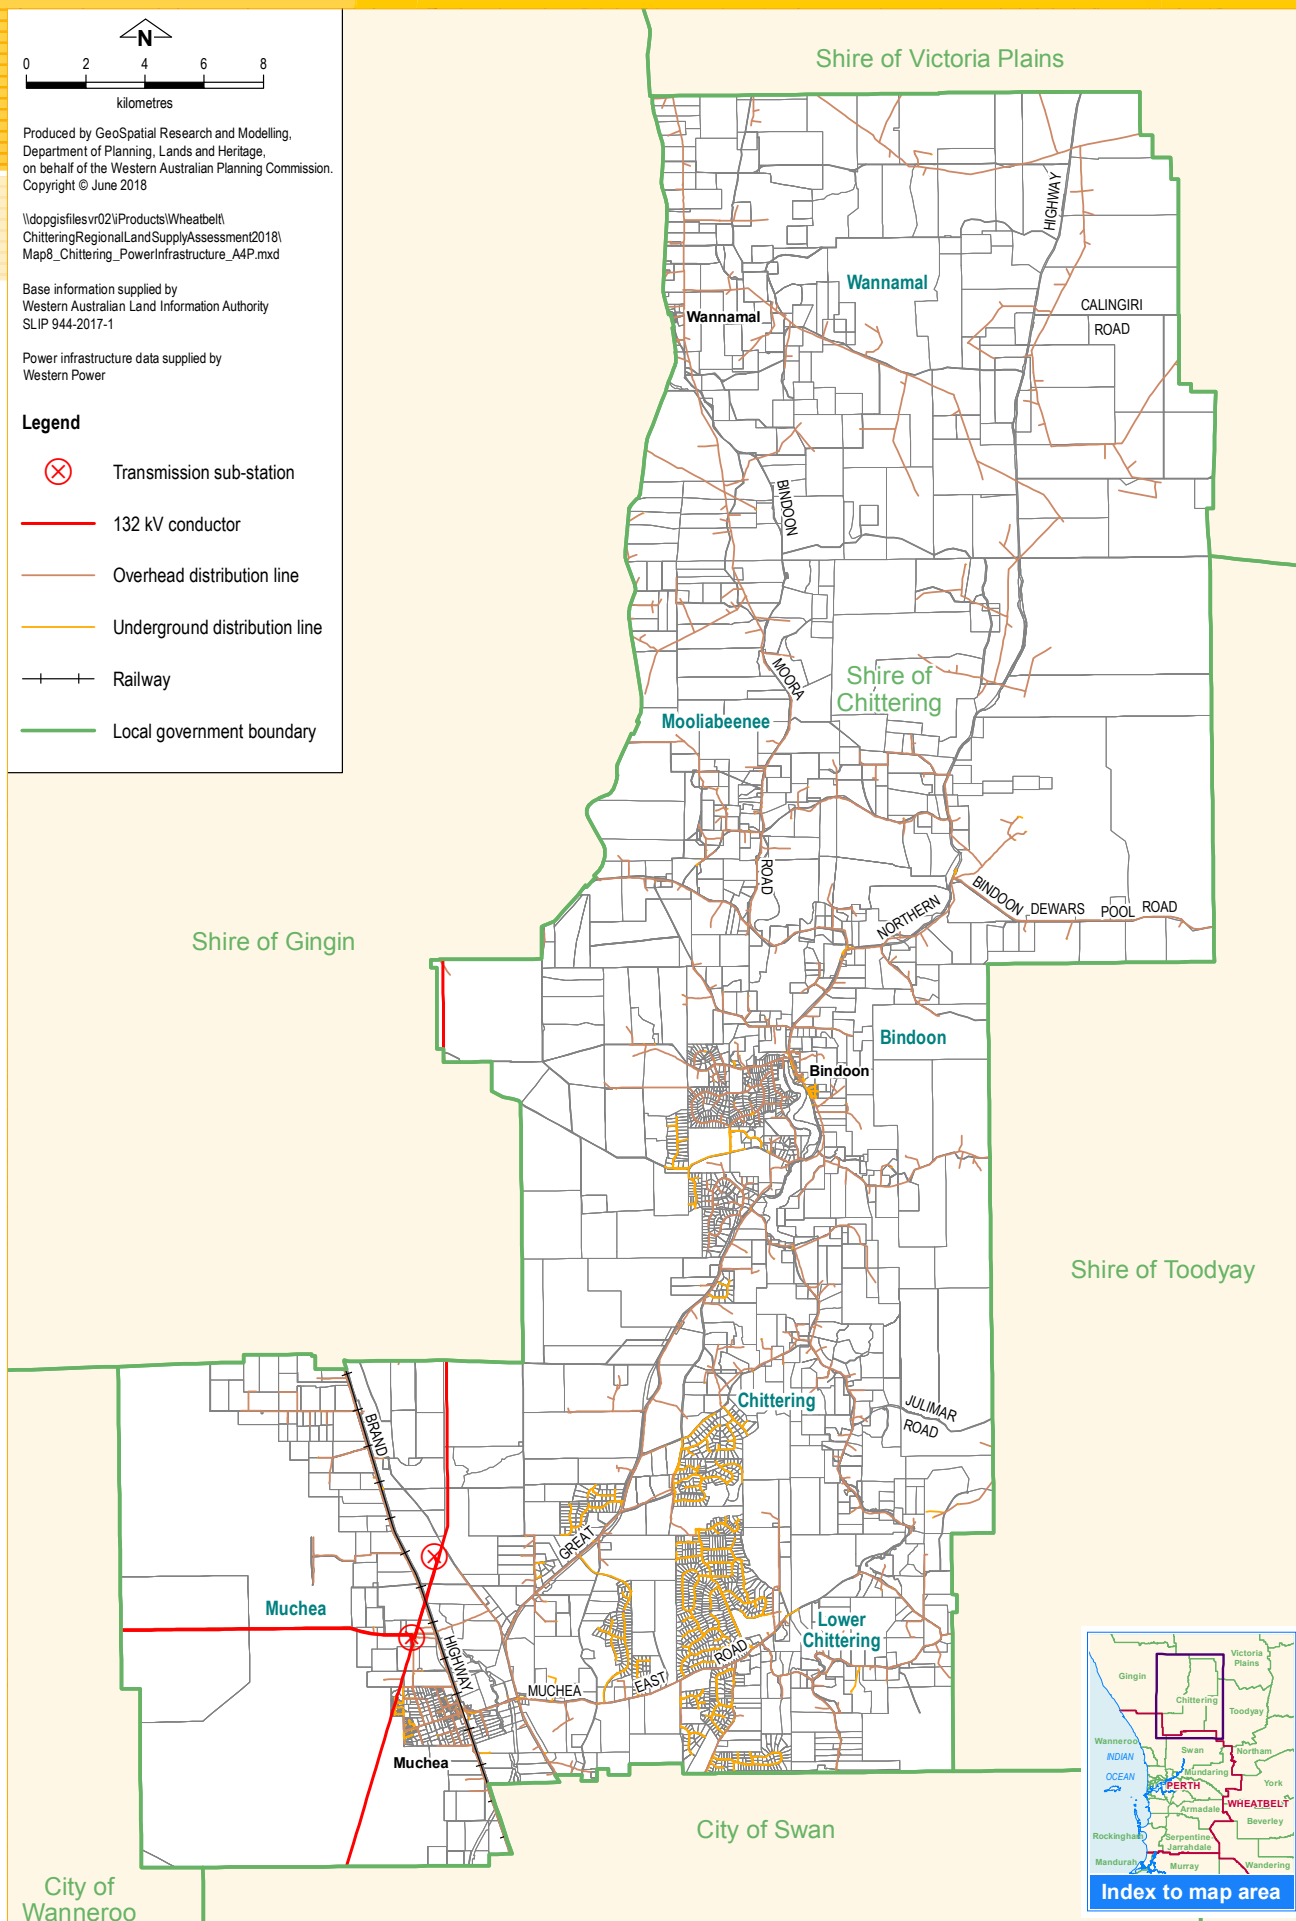 N
0 2 4 6 8
kilometres
Produced by GeoSpatial Research and Modelling,
Department of Planning, Lands and Heritage,
on behalf of the Western Australian Planning Commission.
Copyright © June 2018
\\dopgisfilesvr02\iProducts\Wheatbelt\
ChitteringRegionalLandSupplyAssessment2018\
Map8_Chittering_PowerInfrastructure_A4P.mxd
Base information supplied by
Western Australian Land Information Authority
SLIP 944-2017-1
Power infrastructure data supplied by
Western Power
Legend
Transmission sub-station
132 kV conductor
Overhead distribution line
Underground distribution line
Railway
Local government boundary
Shire of Victoria Plains
HIGHWAY
Wannamal
Wannamal
CALINGIRI
ROAD
BINDOON
MOORA
Shire of
Chittering
Mooliabeenee
ROAD
NORTHERN
BINDOON
DEWARS
POOL
ROAD
Shire of Gingin
Bindoon
Bindoon
Shire of Toodyay
Chittering
JULIMAR
ROAD
BRAND
GREAT
Muchea
HIGHWAY
Lower
Chittering
ROAD
EAST
MUCHEA
Muchea
City of Swan
City of
Wanneroo
Victoria
Plains
Gingin
Chittering
Toodyay
Wanneroo
INDIAN
OCEAN
Swan
Northam
Mundaring
PERTH
York
WHEATBELT
Armadale
Beverley
Rockingham
Serpentine-
Jarrahdale
Mandurah
Murray
Wandering
Index to map area